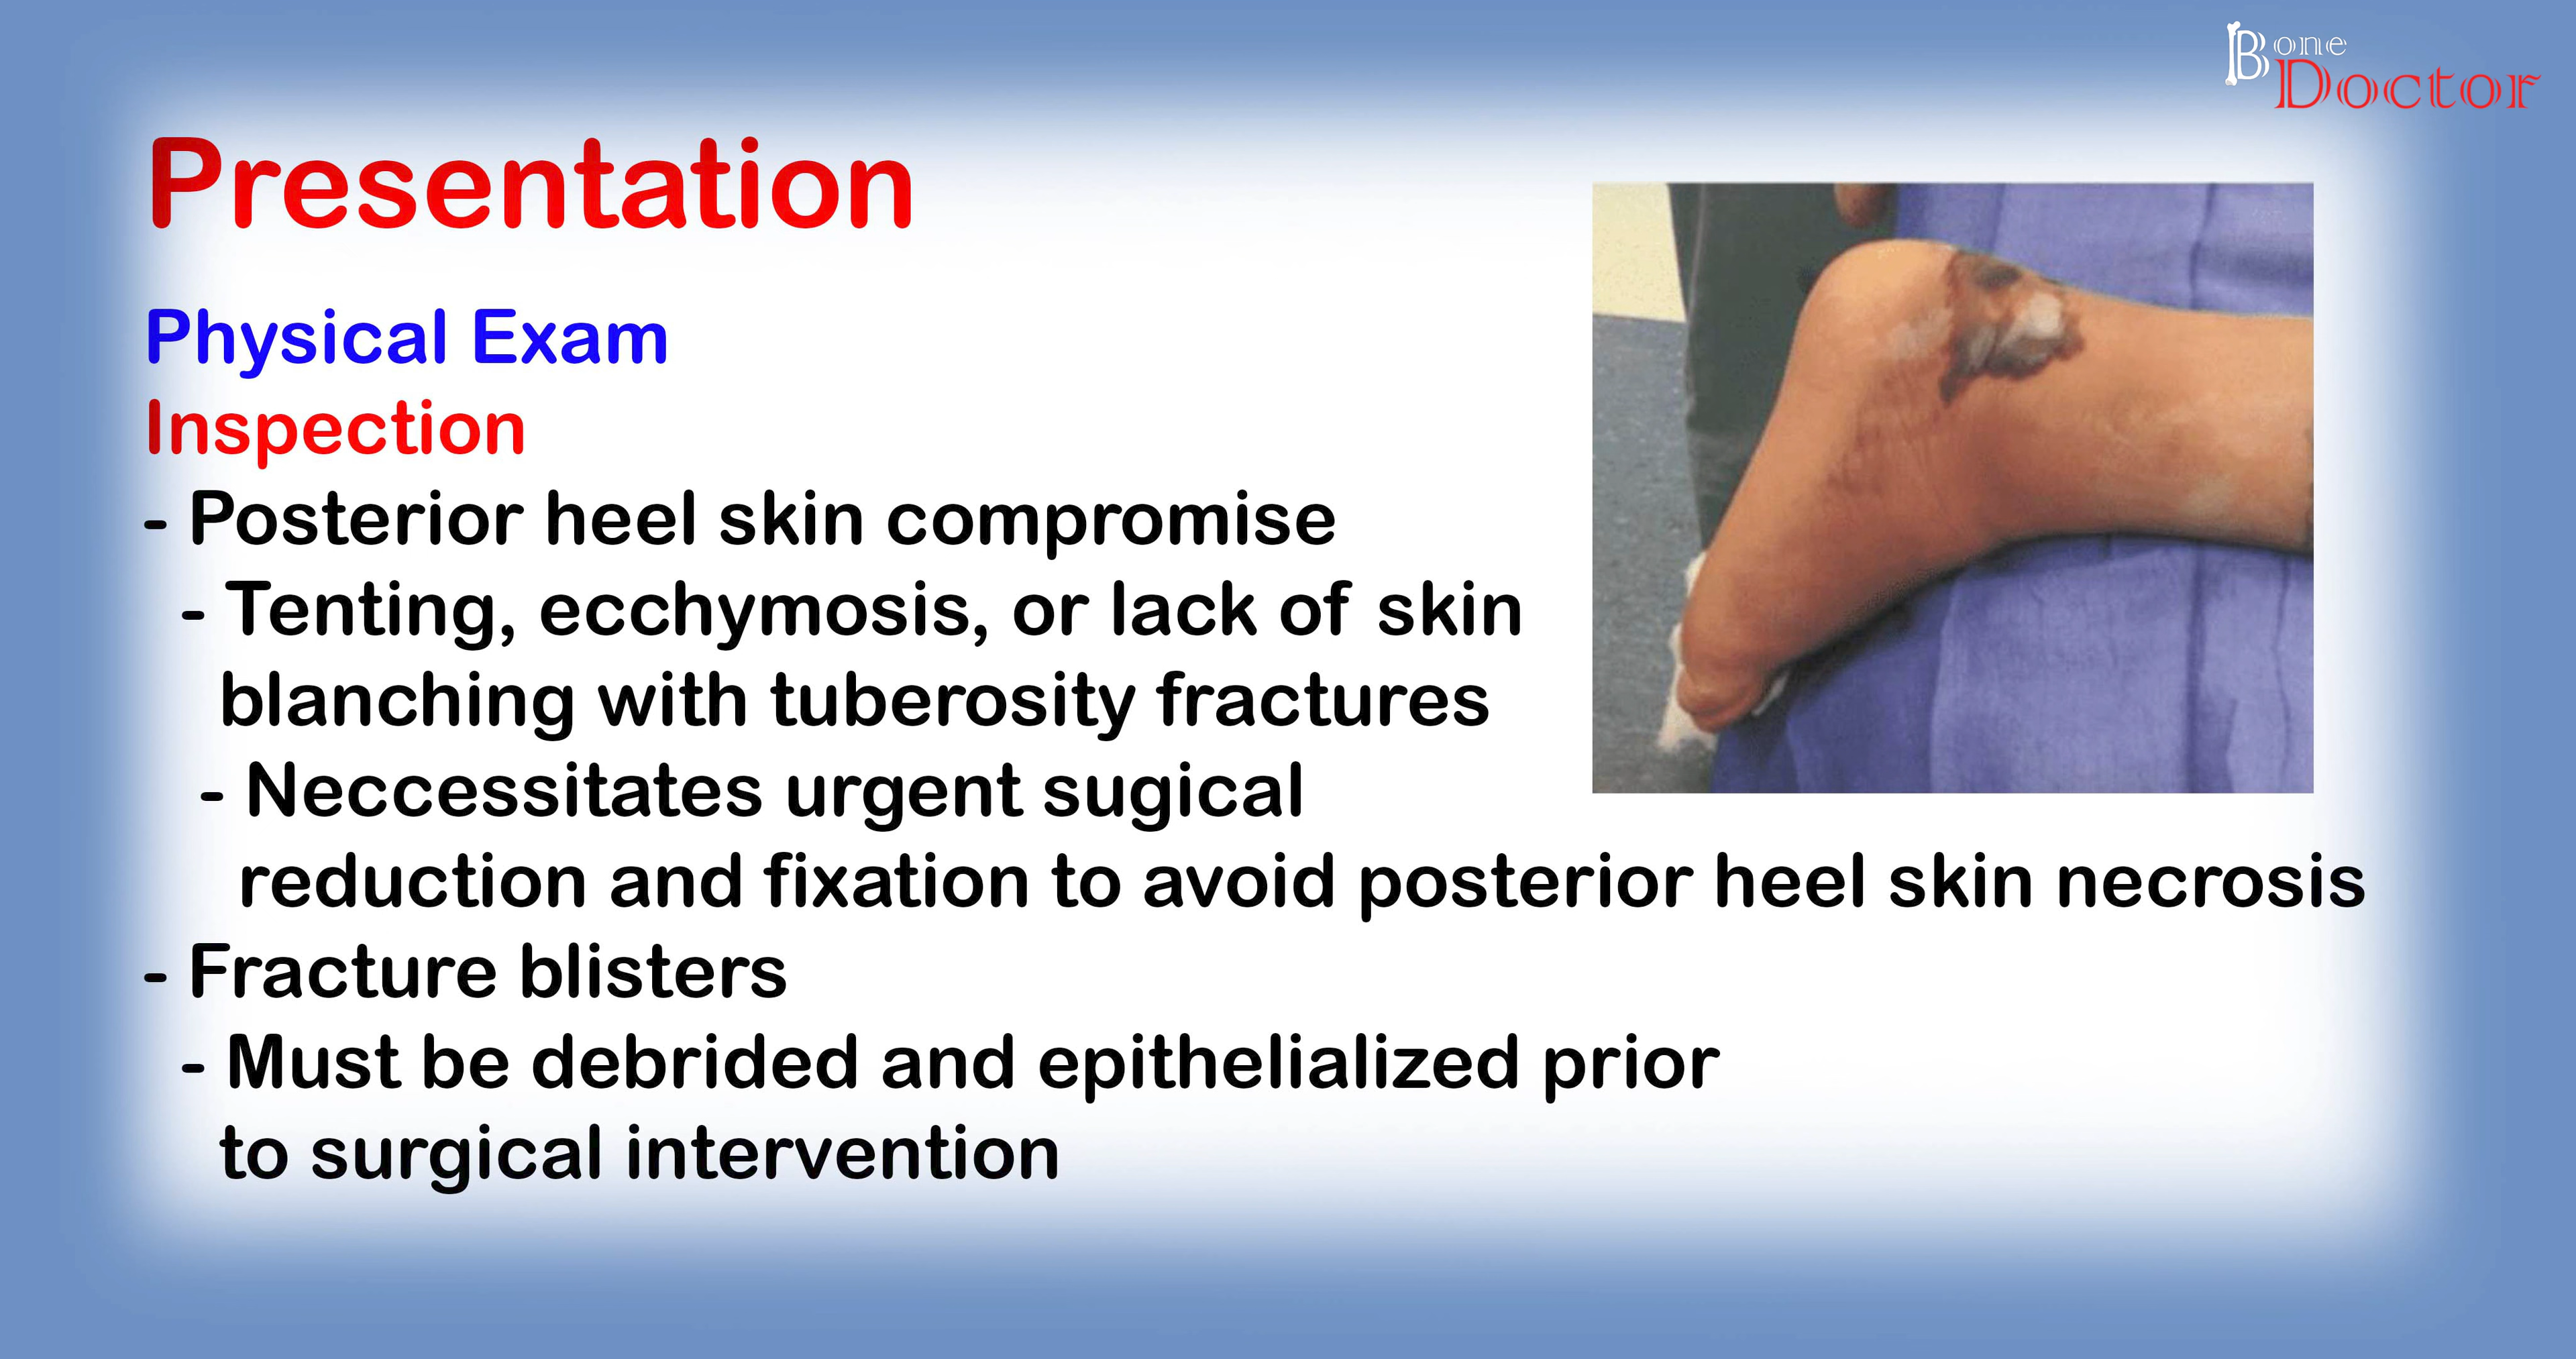 Bone
Doctor
Presentation
Physical Exam
Inspection
- Posterior heel skin compromise
- Tenting, ecchymosis, or lack of skin
blanching with tuberosity fractures
- Neccessitates urgent sugical
reduction and fixation to avoid posterior heel skin necrosis
- Fracture blisters
- Must be debrided and epithelialized prior
to surgical intervention